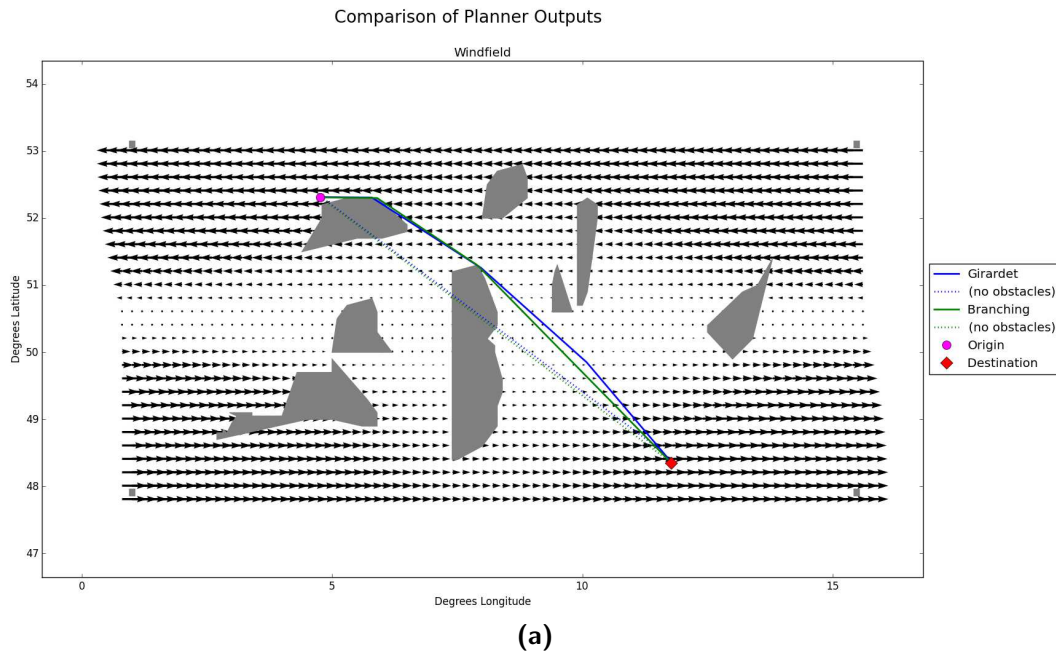 Comparison of Planner Outputs
Windfield
54
53
52
51
50
49
48
47
Degrees Latitude
0
5
10
15
Degrees Longitude
Girardet
(no obstacles)
Branching
(no obstacles)
Origin
Destination
(a)